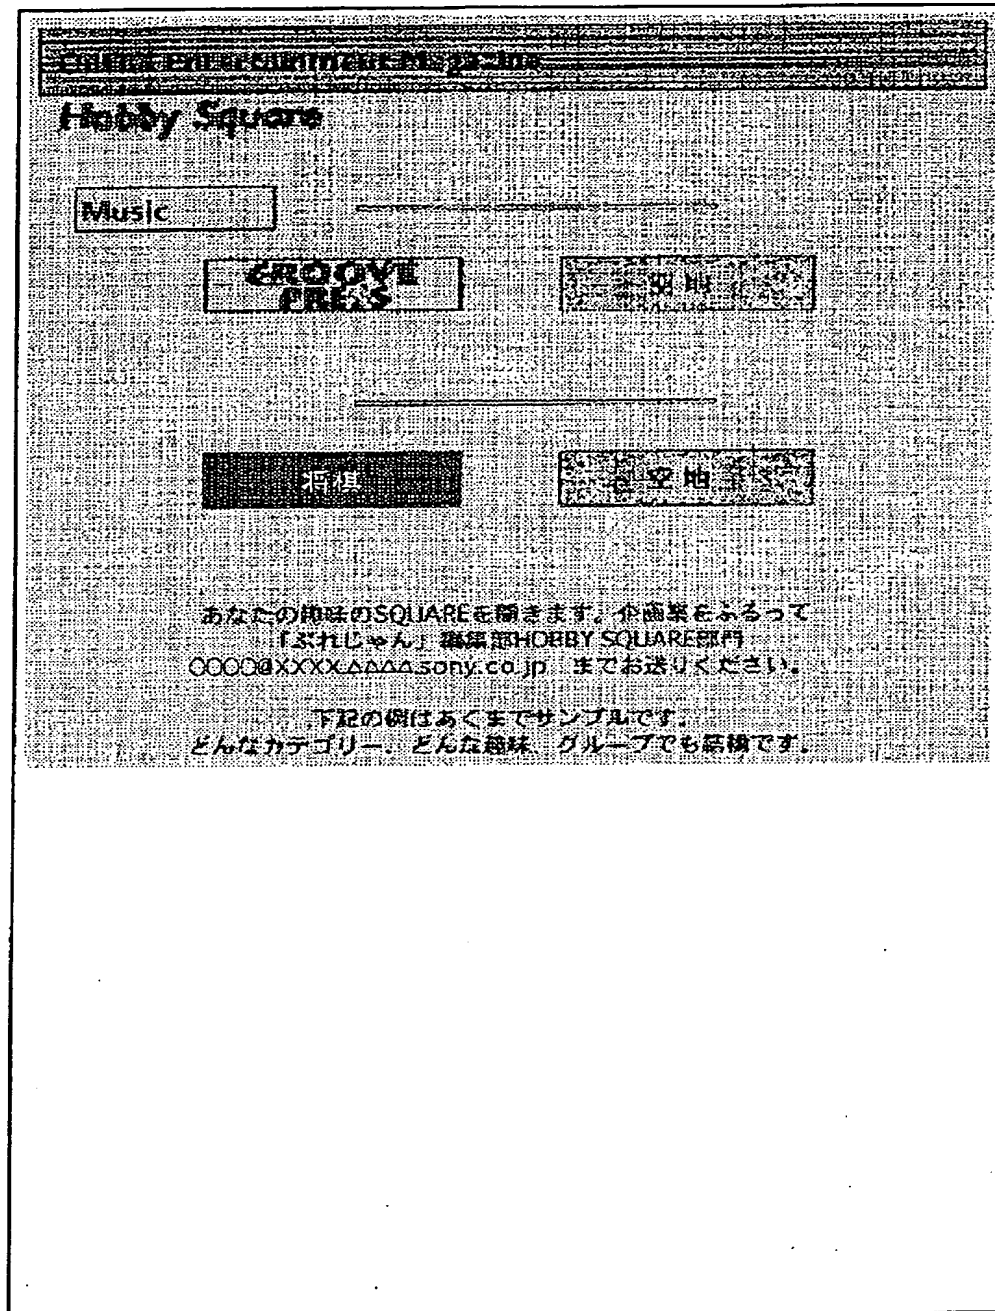 Entertainment Magazine
Hobby Square
Music
GROOVE
PRESS
空地
将棋
空地
あなたの趣味のSQUAREを開きます。企画案をふるって
「ぷれじゃん」編集部HOBBY SQUARE部門
○○○○@XXXX.△△△△.sony.co.jp までお送りください。
下記の例はあくまでサンプルです。
どんなカテゴリー、どんな趣味、グループでも結構です。